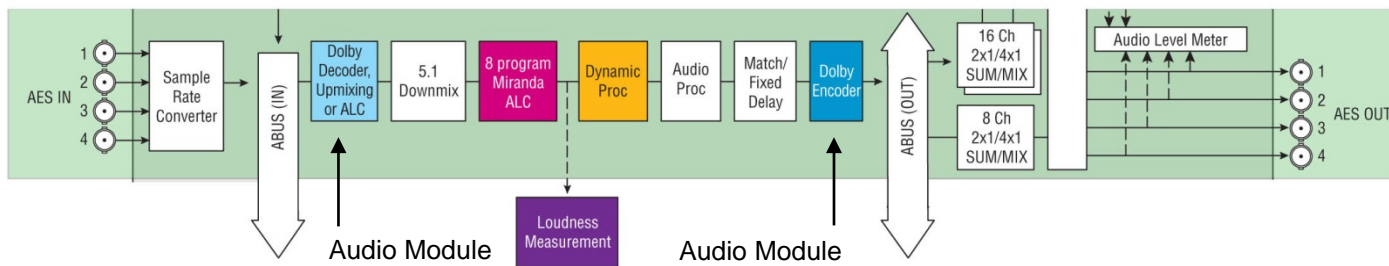 AES IN
1
2
3
4
Sample
Rate
Converter
ABUS (IN)
Dolby
Decoder,
Upmixing
or ALC
5.1
Downmix
8 program
Miranda
ALC
Dynamic
Proc
Audio
Proc
Match/
Fixed
Delay
Dolby
Encoder
ABUS (OUT)
16 Ch
2x1/4x1
SUM/MIX
8 Ch
2x1/4x1
SUM/MIX
Audio Level Meter
1
2
3
4
AES OUT
Loudness
Measurement
Audio Module
Audio Module